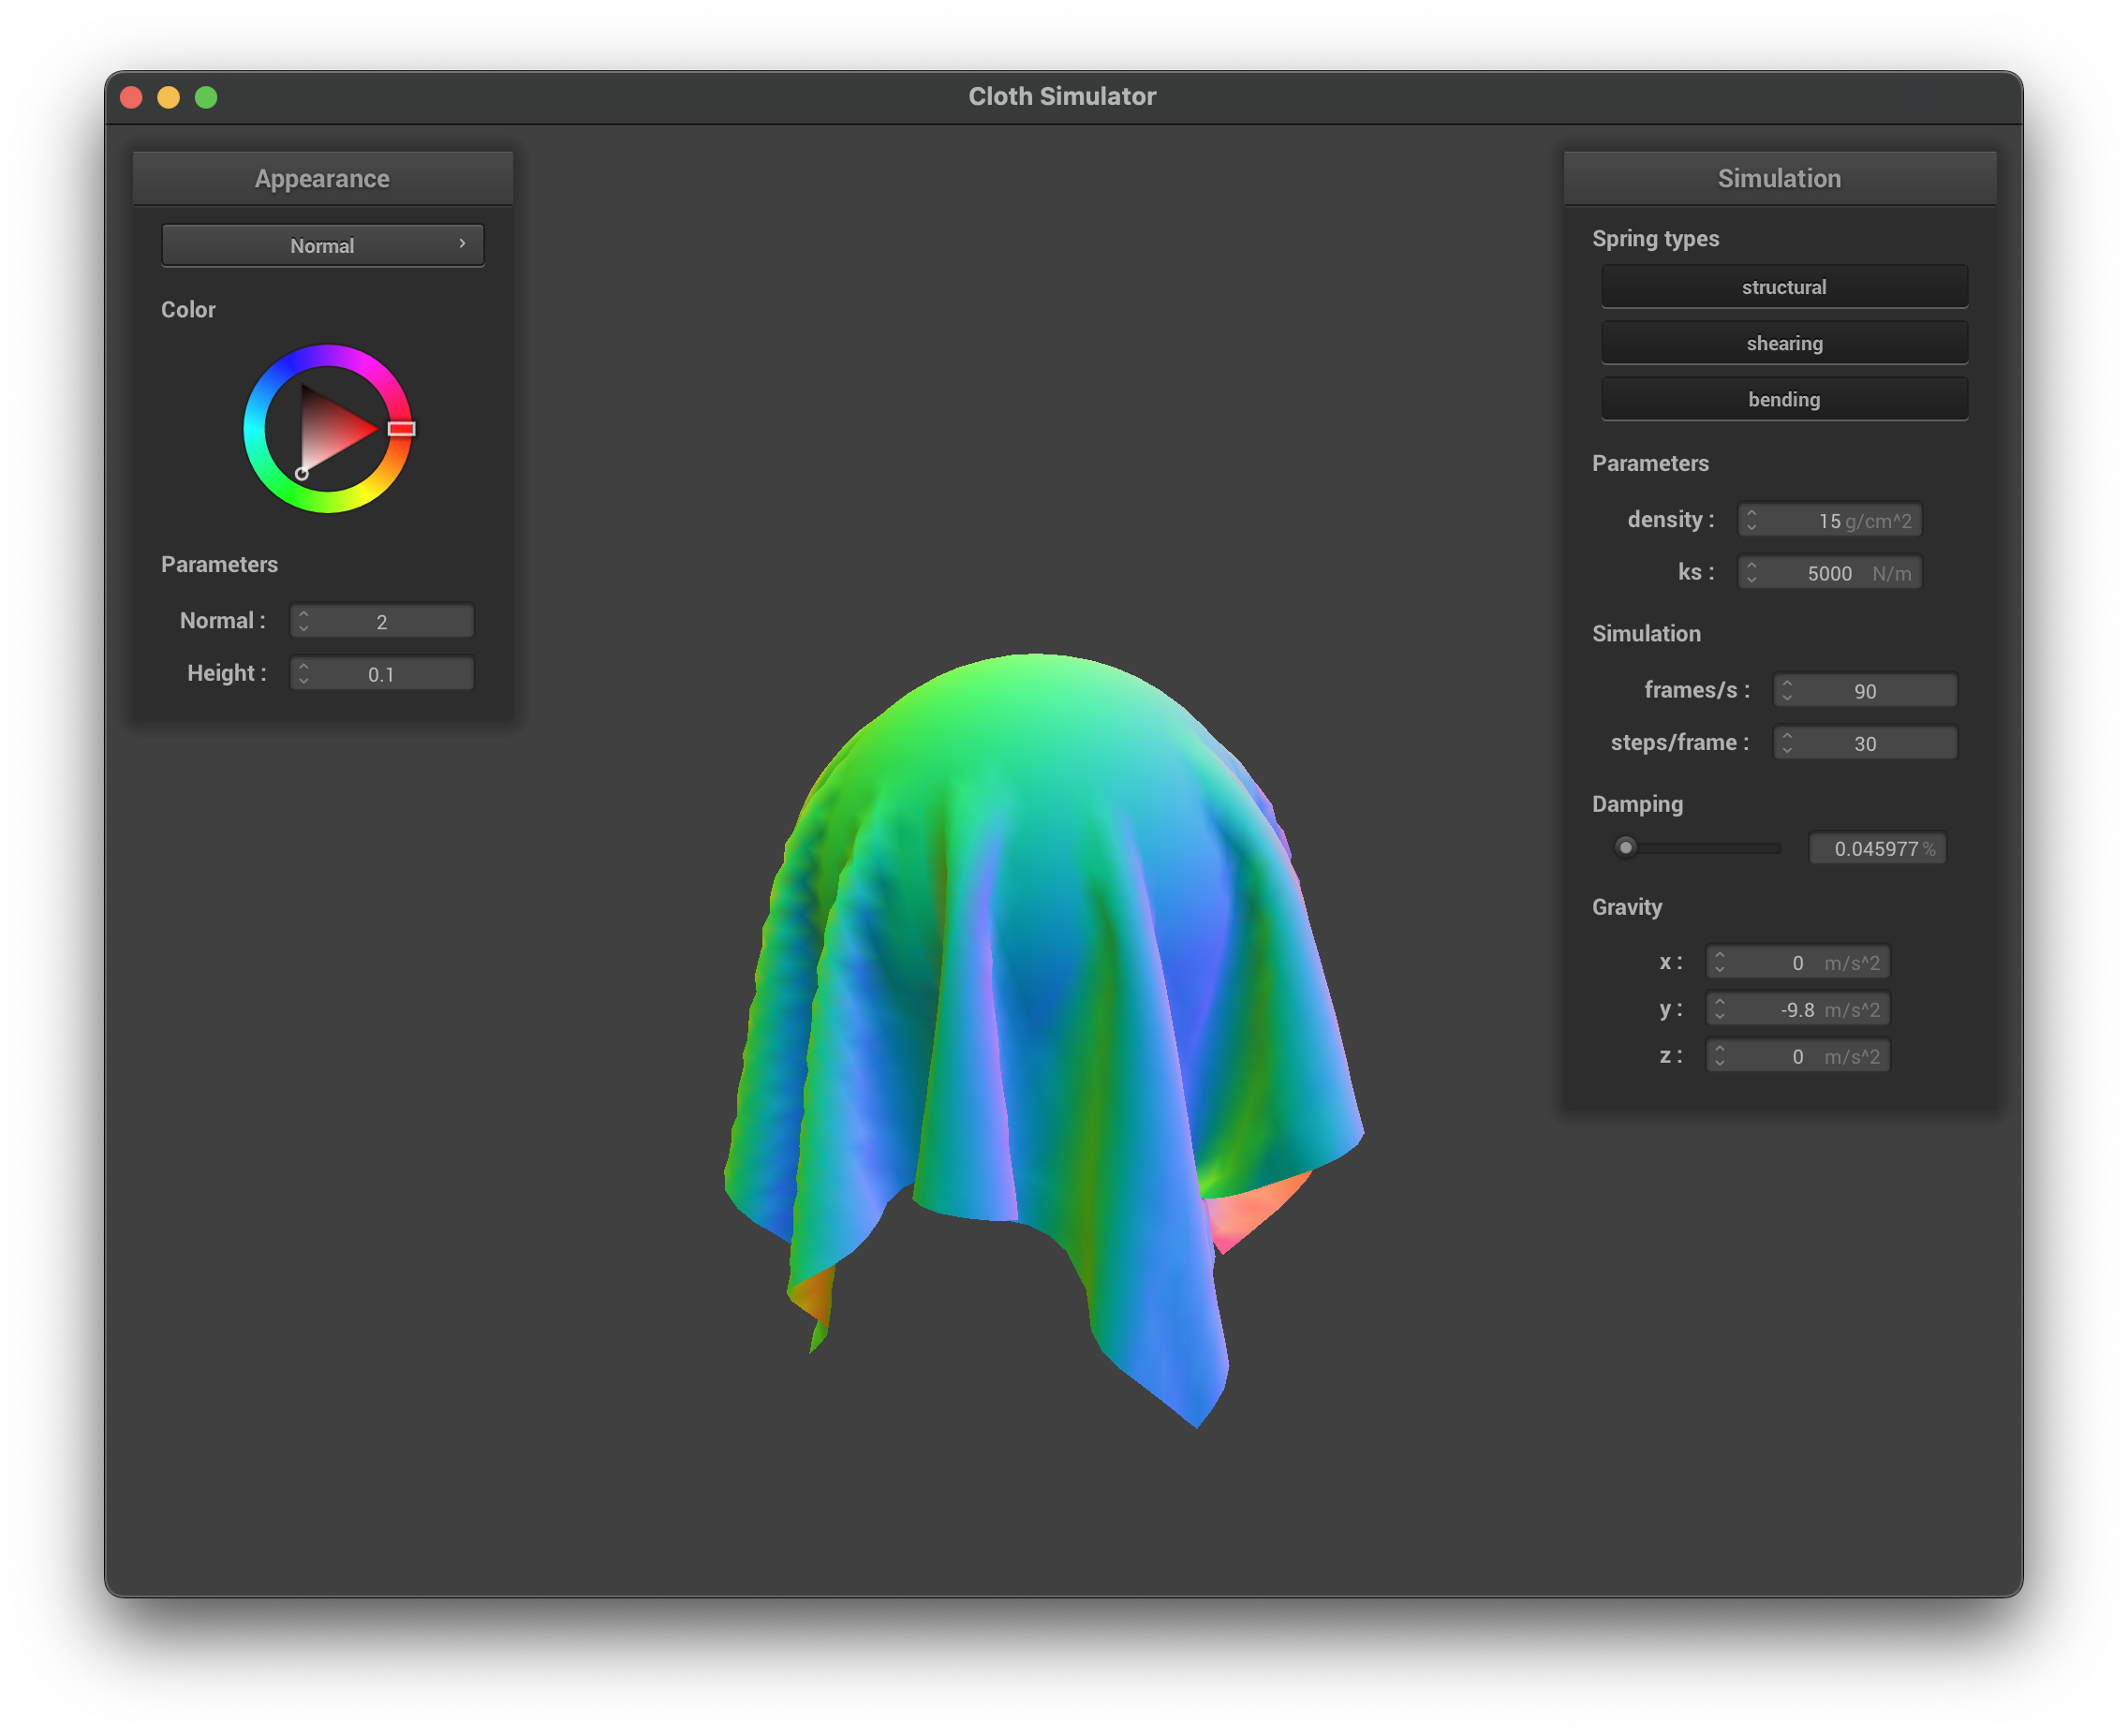 Cloth Simulator
Appearance
Normal
Color
Parameters
Normal : 2
Height : 0.1
Simulation
Spring types
structural
shearing
bending
Parameters
density : 15 g/cm^2
ks : 5000 N/m
Simulation
frames/s : 90
steps/frame : 30
Damping
0.045977 %
Gravity
x : 0 m/s^2
y : -9.8 m/s^2
z : 0 m/s^2